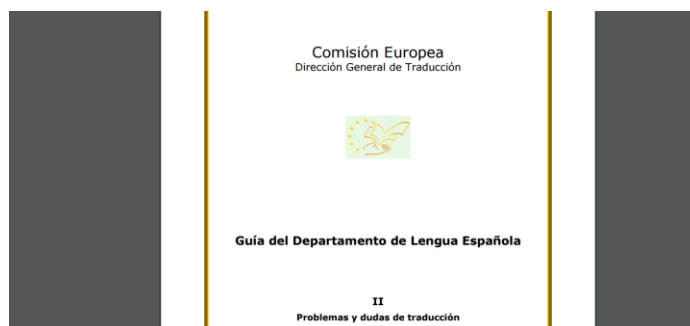 Comisión Europea
Dirección General de Traducción
Guía del Departamento de Lengua Española
II
Problemas y dudas de traducción